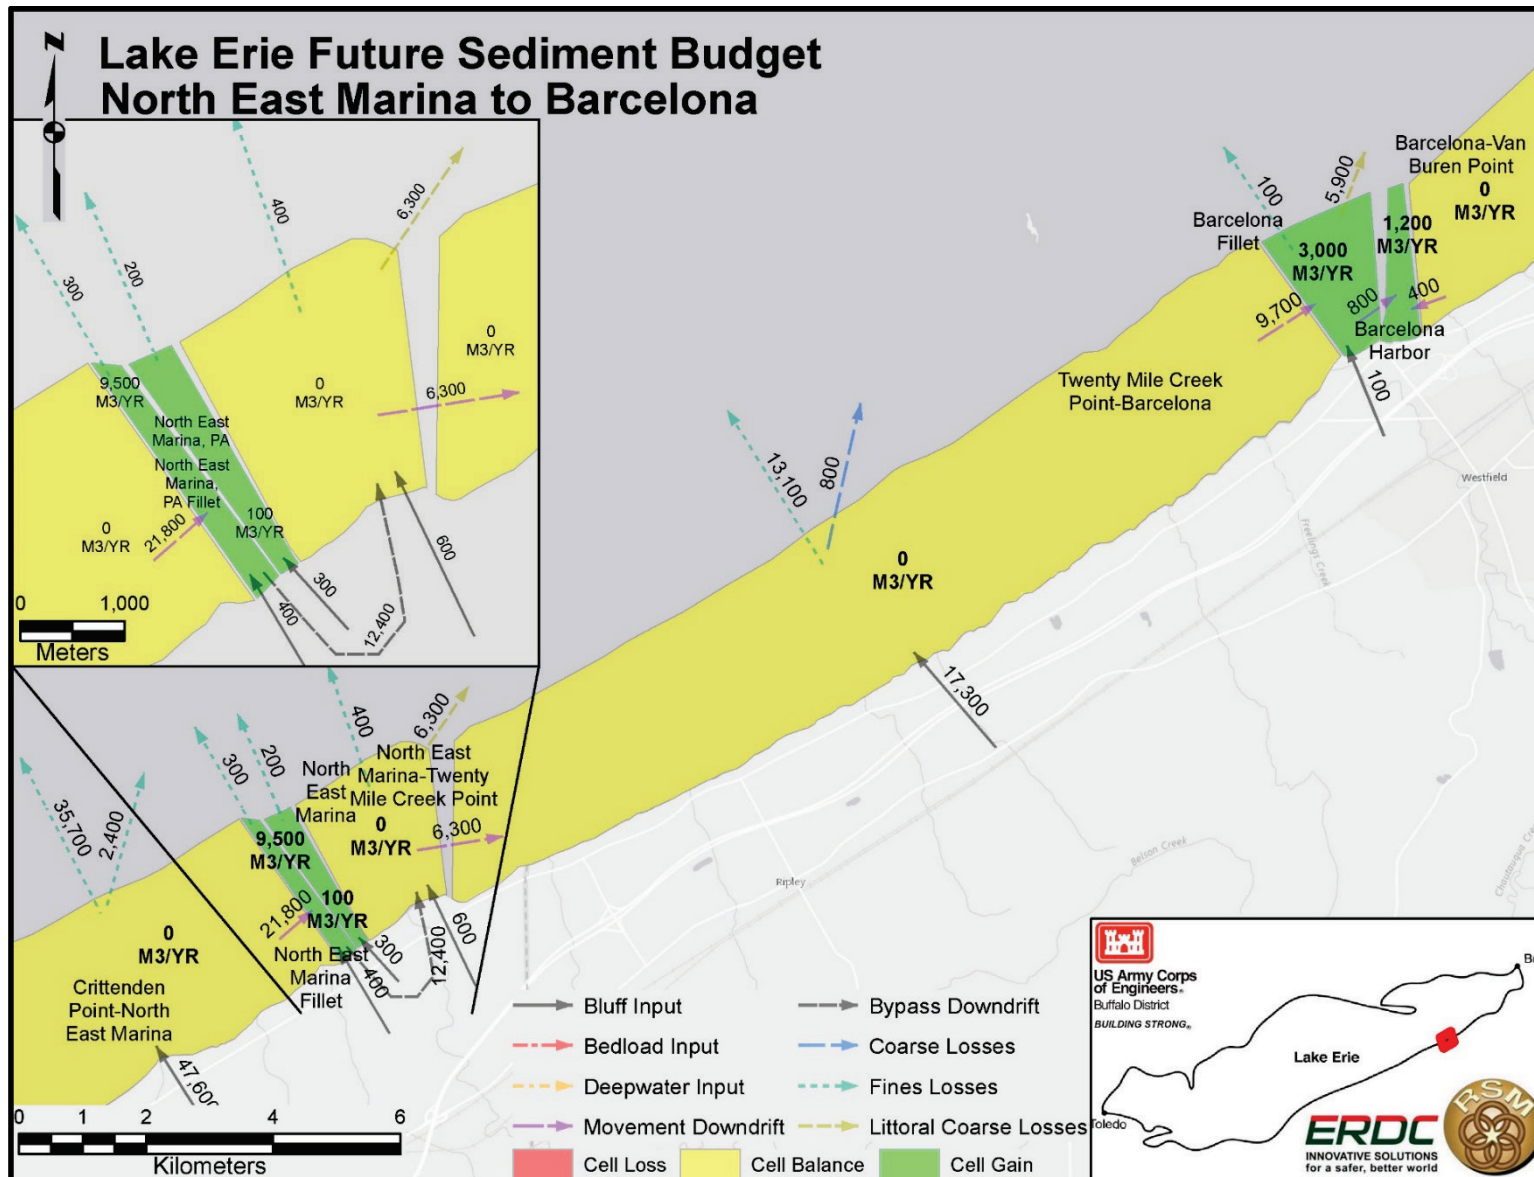 Lake Erie Future Sediment Budget
North East Marina to Barcelona
N
400
6,300
200
300
0
M3/YR
0
M3/YR
6,300
9,500
M3/YR
North East
Marina, PA
North East
Marina,
PA Fillet
0
M3/YR
21,800
100
M3/YR
600
300
400
12,400
0 1,000
Meters
Barcelona-Van
Buren Point
0
M3/YR
100
5,900
Barcelona
Fillet
3,000
M3/YR
1,200
M3/YR
9,700
800
400
Barcelona
Harbor
100
Twenty Mile Creek
Point-Barcelona
Westfield
Freelings Creek
13,100
800
0
M3/YR
17,300
Belson Creek
Ripley
400
6,300
200
300
North
East
Marina
North East
Marina-Twenty
Mile Creek Point
0
M3/YR
6,300
35,700
2,400
9,500
M3/YR
21,800
100
M3/YR
0
M3/YR
North East
Marina
Fillet
300
400
12,400
600
Crittenden
Point-North
East Marina
47,600
0 1 2 4 6
Kilometers
Bluff Input
Bypass Downdrift
Bedload Input
Coarse Losses
Deepwater Input
Fines Losses
Movement Downdrift
Littoral Coarse Losses
Cell Loss
Cell Balance
Cell Gain
US Army Corps
of Engineers®
Buffalo District
BUILDING STRONG®
Lake Erie
Toledo
ERDC
INNOVATIVE SOLUTIONS
for a safer, better world
RSM